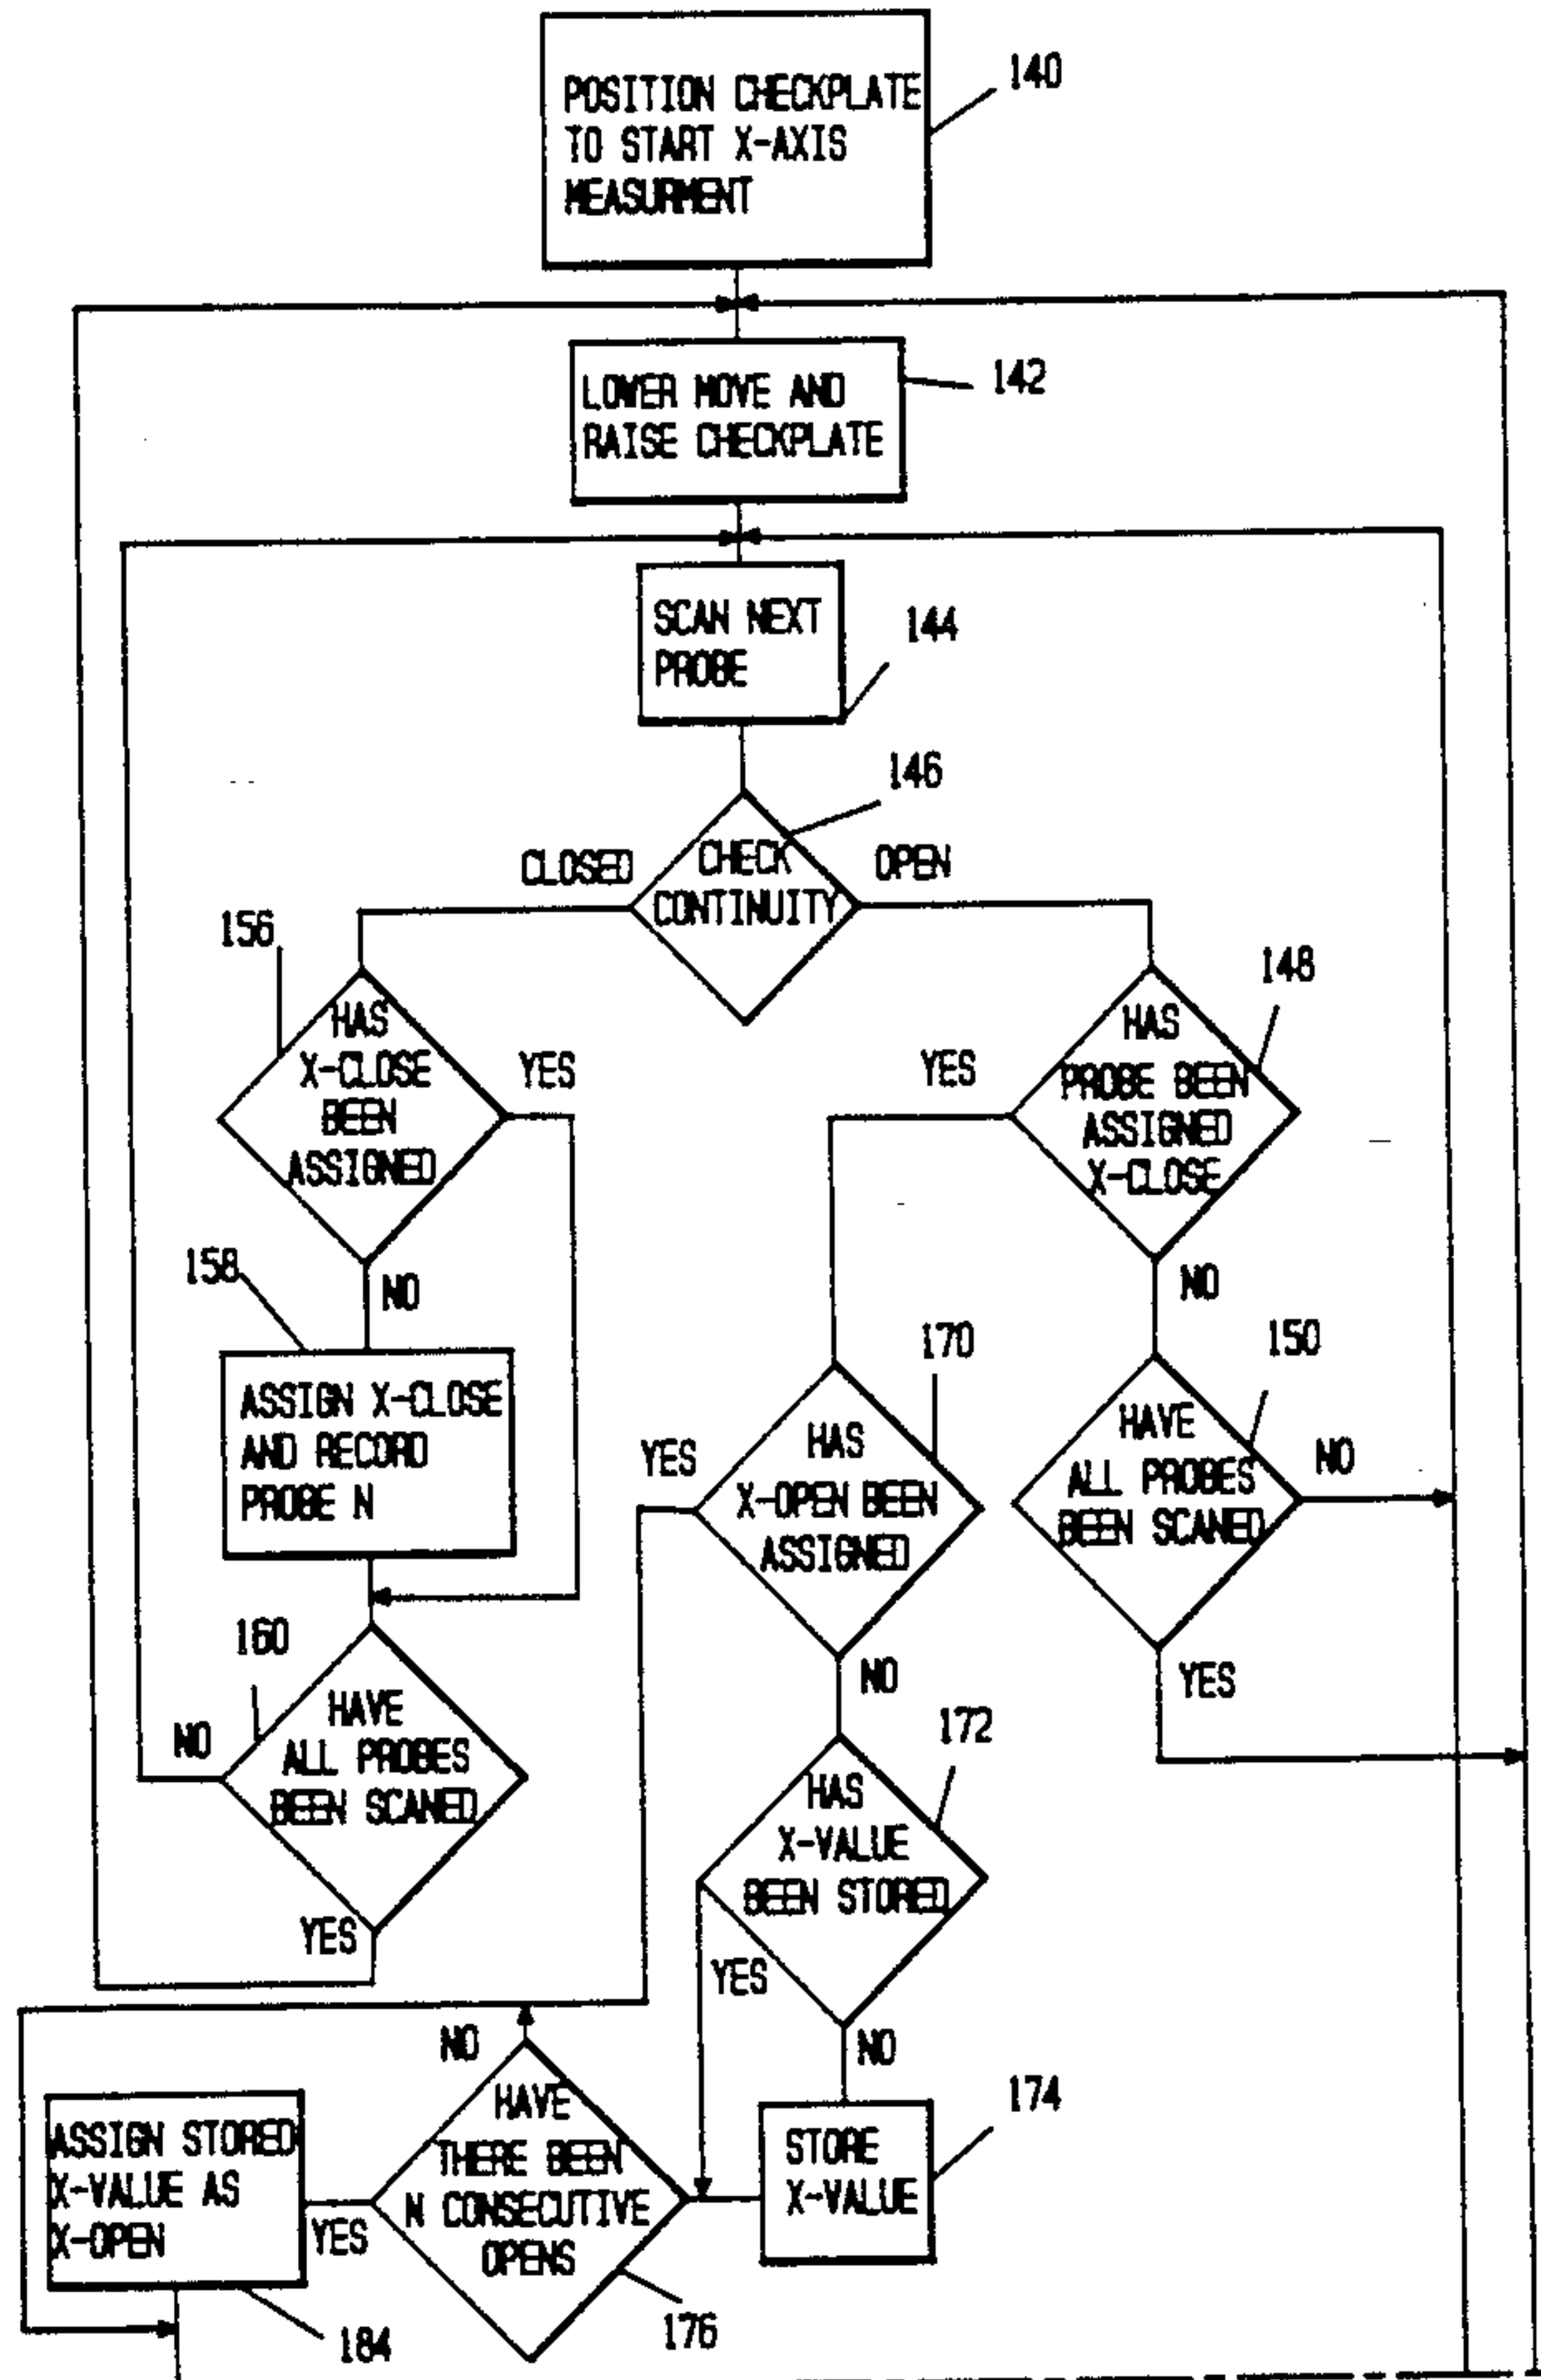 POSITION CHECKPLATE
TO START X-AXIS
MEASURMENT
140
LOWER MOVE AND
RAISE CHECKPLATE
142
SCAN NEXT
PROBE
144
146
CHECK
CONTINUITY
CLOSED
OPEN
156
HAS
X-CLOSE
BEEN
ASSIGNED
YES
NO
148
HAS
PROBE BEEN
ASSIGNED
X-CLOSE
YES
NO
158
ASSIGN X-CLOSE
AND RECORD
PROBE N
170
HAS
X-OPEN BEEN
ASSIGNED
YES
NO
150
HAVE
ALL PROBES
BEEN SCANED
NO
YES
160
HAVE
ALL PROBES
BEEN SCANED
NO
YES
172
HAS
X-VALUE
BEEN STORED
YES
NO
174
STORE
X-VALUE
HAVE
THERE BEEN
N CONSECUTIVE
OPENS
NO
YES
176
ASSIGN STORED
X-VALUE AS
X-OPEN
184